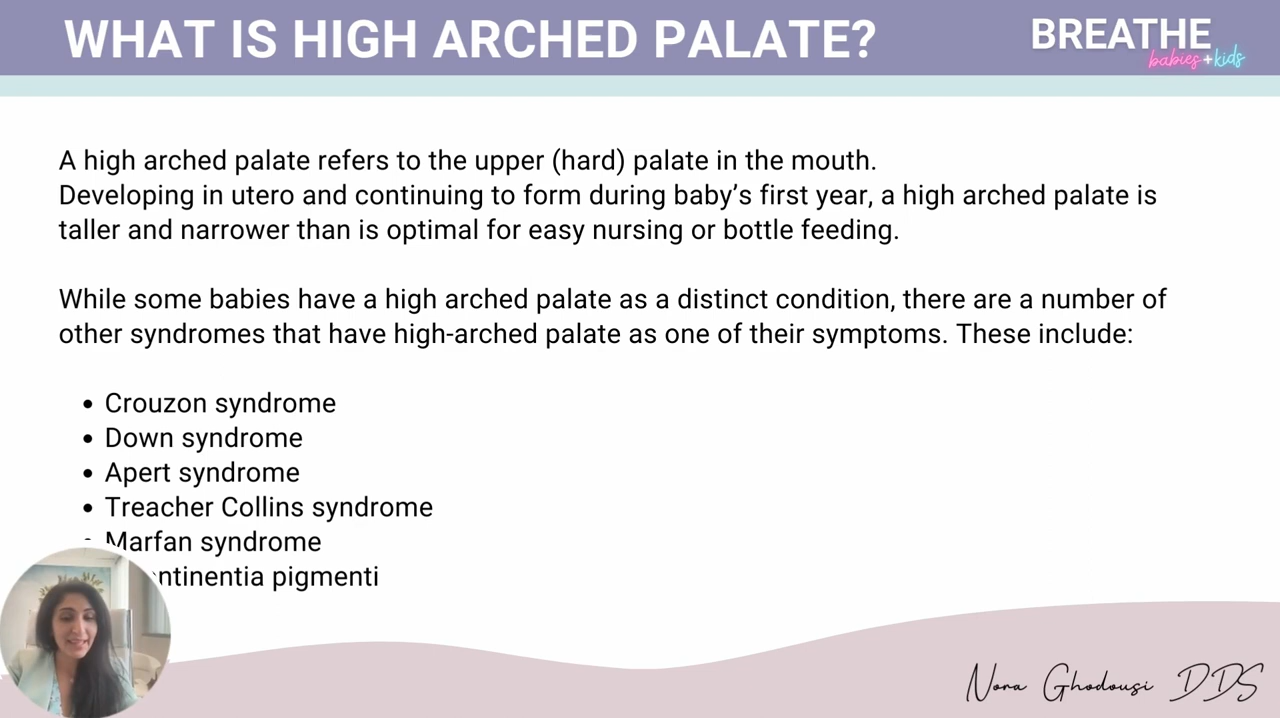 WHAT IS HIGH ARCHED PALATE?
BREATHE
babies+kids
A high arched palate refers to the upper (hard) palate in the mouth.
Developing in utero and continuing to form during baby’s first year, a high arched palate is
taller and narrower than is optimal for easy nursing or bottle feeding.
While some babies have a high arched palate as a distinct condition, there are a number of
other syndromes that have high-arched palate as one of their symptoms. These include:
• Crouzon syndrome
• Down syndrome
• Apert syndrome
• Treacher Collins syndrome
• Marfan syndrome
pigmenti
Nora Ghodousi DDS